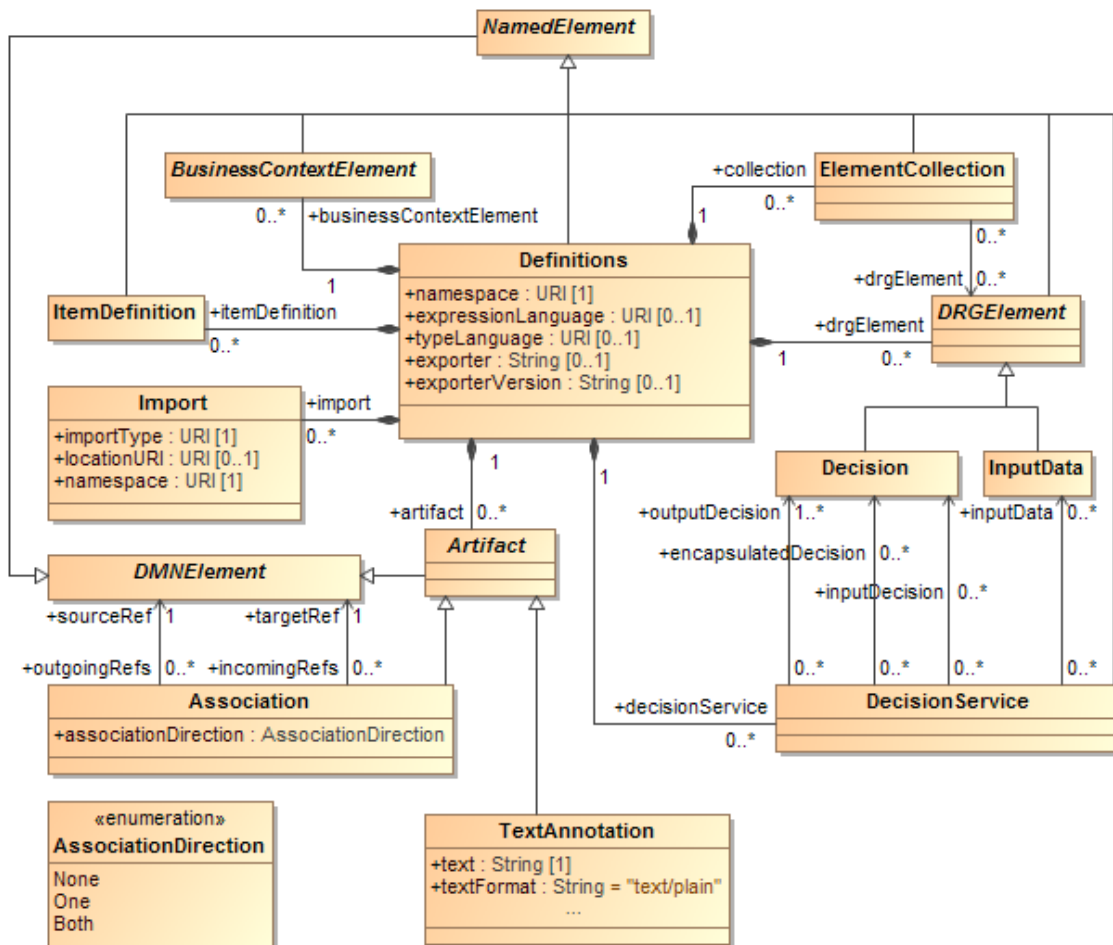 NamedElement
BusinessContextElement
+collection
ElementCollection
0..*
+businessContextElement
1
0..*
0..*
1
Definitions
+namespace : URI [1]
+expressionLanguage : URI [0..1]
+typeLanguage : URI [0..1]
+exporter : String [0..1]
+exporterVersion : String [0..1]
+drgElement
0..*
ItemDefinition
+itemDefinition
0..*
+drgElement
DRGElement
1
0..*
Import
+importType : URI [1]
+locationURI : URI [0..1]
+namespace : URI [1]
+import
0..*
1
1
Decision
InputData
+artifact
0..*
+outputDecision
1..*
+inputData
0..*
Artifact
+encapsulatedDecision
0..*
DMNElement
+inputDecision
0..*
+sourceRef
1
+targetRef
1
+outgoingRefs
0..*
+incomingRefs
0..*
0..*
0..*
0..*
0..*
Association
+associationDirection : AssociationDirection
+decisionService
0..*
DecisionService
«enumeration»
AssociationDirection
None
One
Both
TextAnnotation
+text : String [1]
+textFormat : String = "text/plain"
...